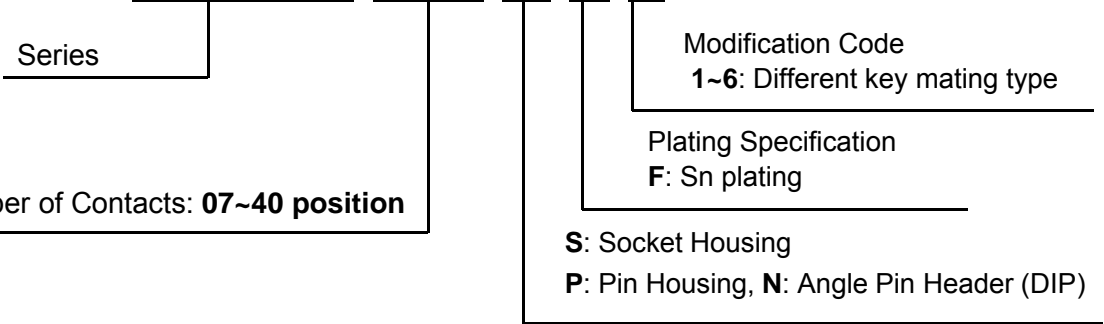 Series
Modification Code
1~6: Different key mating type
Plating Specification
F: Sn plating
of Contacts: 07~40 position
S: Socket Housing
P: Pin Housing, N: Angle Pin Header (DIP)